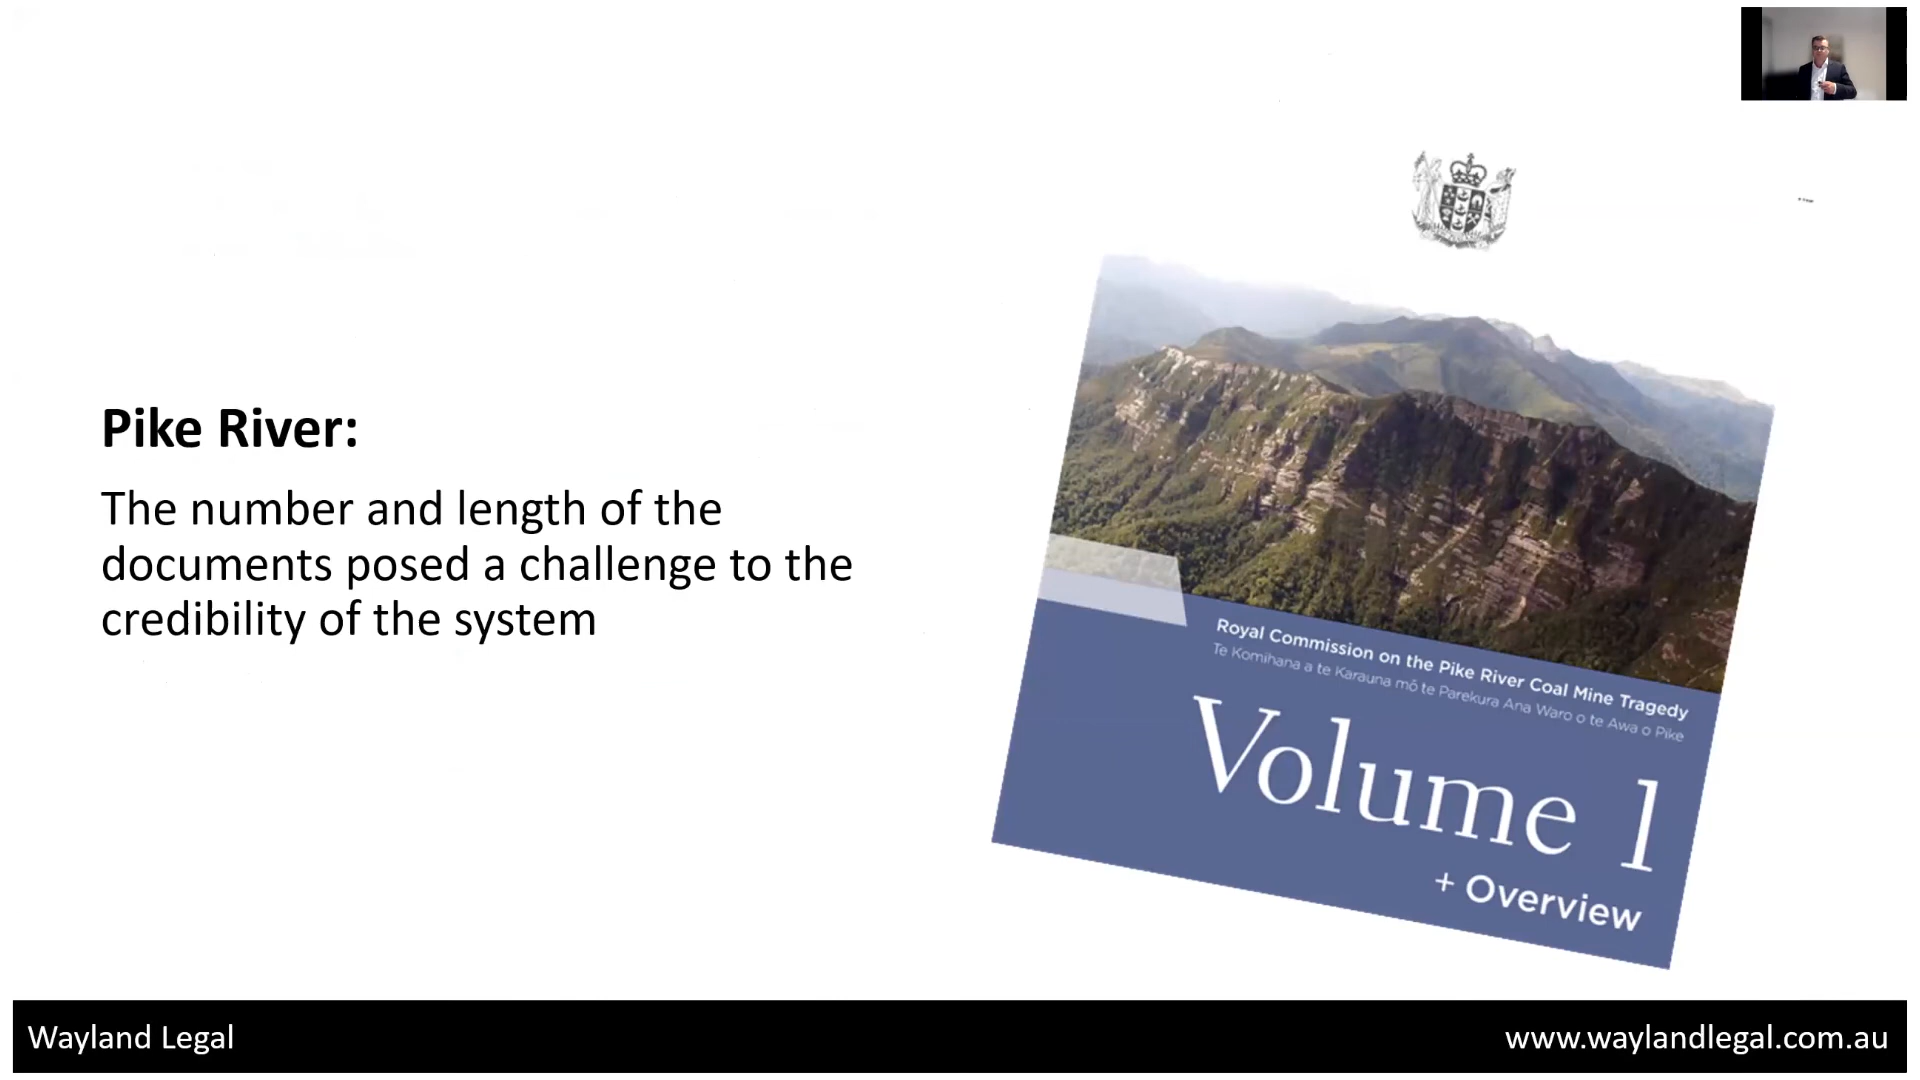 Pike River:
The number and length of the
documents posed a challenge to the
credibility of the system
Royal Commission on the Pike River Coal Mine Tragedy
Te Komihana a te Karauna mō te Parekura Ana Waro o te Awa o Pike
Volume 1
+ Overview
Wayland Legal
www.waylandlegal.com.au